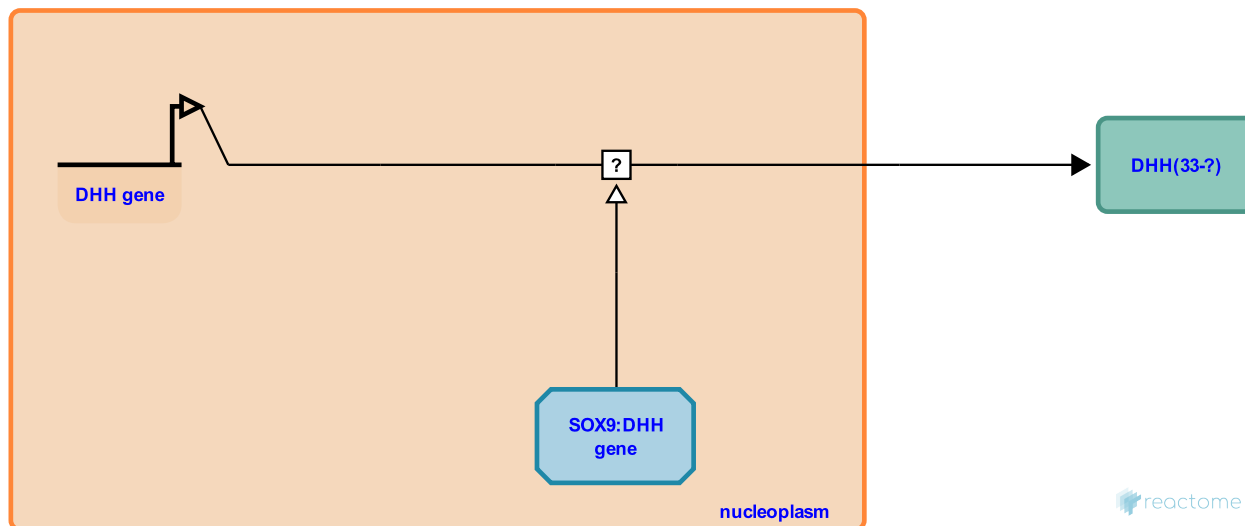 ?
DHH(33-?)
DHH gene
SOX9:DHH
gene
reactome
nucleoplasm